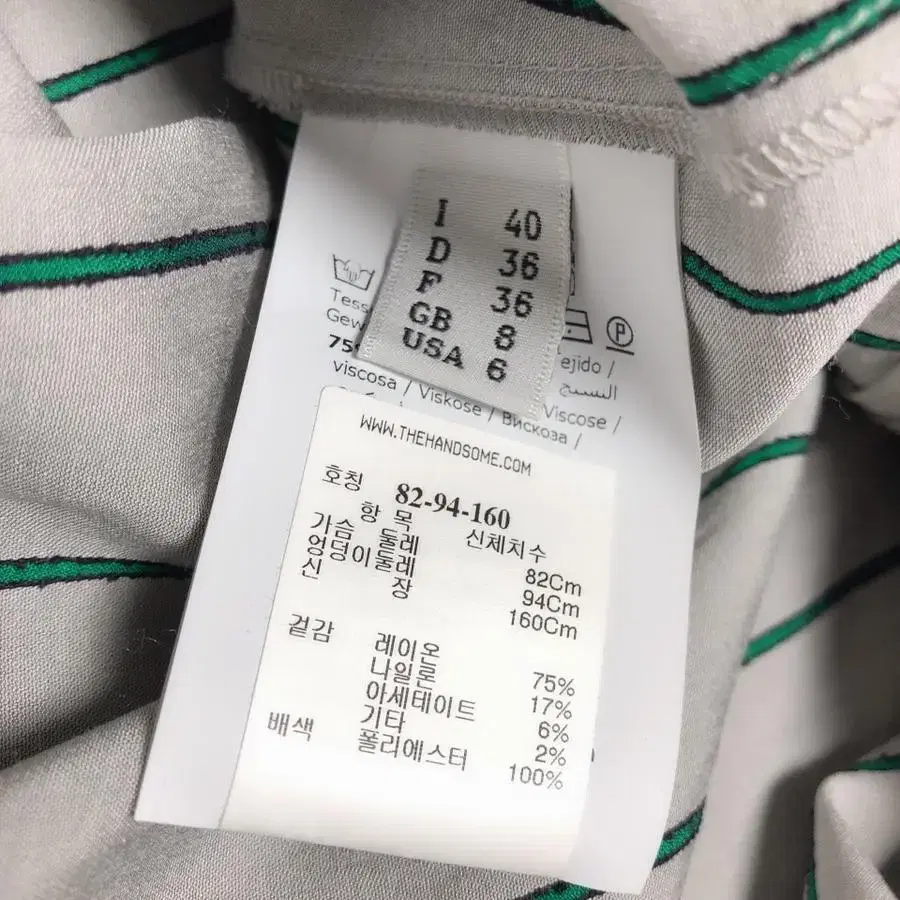 I 40
D 36
F 36
GB 8
USA 6
P
ejido /
النسيج
75
viscosa / Viskose / Вискоза /
Viscose /
WWW.THEHANDSOME.COM
호칭 82-94-160
항 목 신체치수
가슴 둘레 82Cm
엉덩이둘레 94Cm
신 장 160Cm
겉감 레이온 75%
나일론 17%
아세테이트 6%
기타 2%
배색 폴리에스터 100%